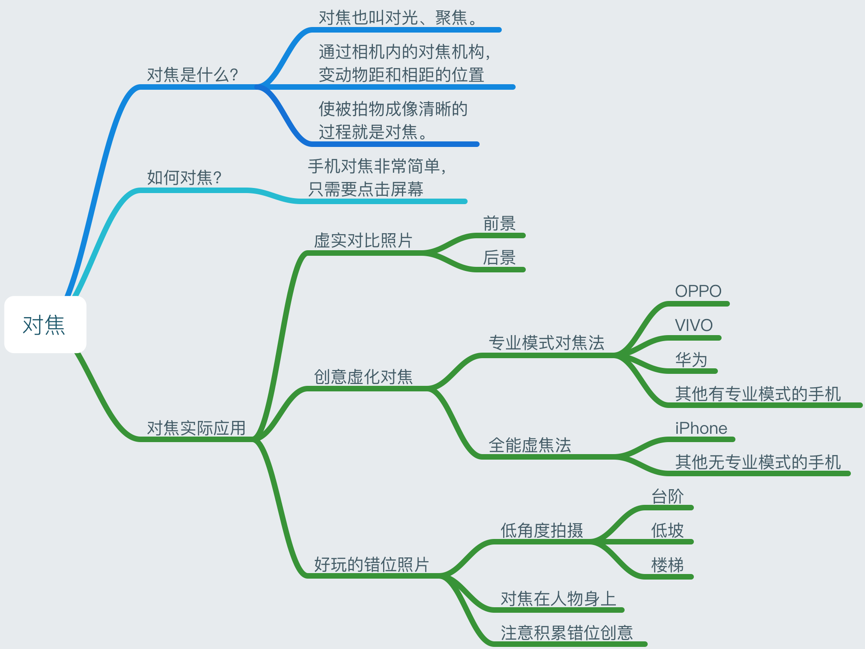 对焦
对焦是什么？
对焦也叫对光、聚焦。
通过相机内的对焦机构，
变动物距和相距的位置
使被拍物成像清晰的
过程就是对焦。
如何对焦？
手机对焦非常简单，
只需要点击屏幕
对焦实际应用
虚实对比照片
前景
后景
创意虚化对焦
专业模式对焦法
OPPO
VIVO
华为
其他有专业模式的手机
全能虚焦法
iPhone
其他无专业模式的手机
好玩的错位照片
低角度拍摄
台阶
低坡
楼梯
对焦在人物身上
注意积累错位创意